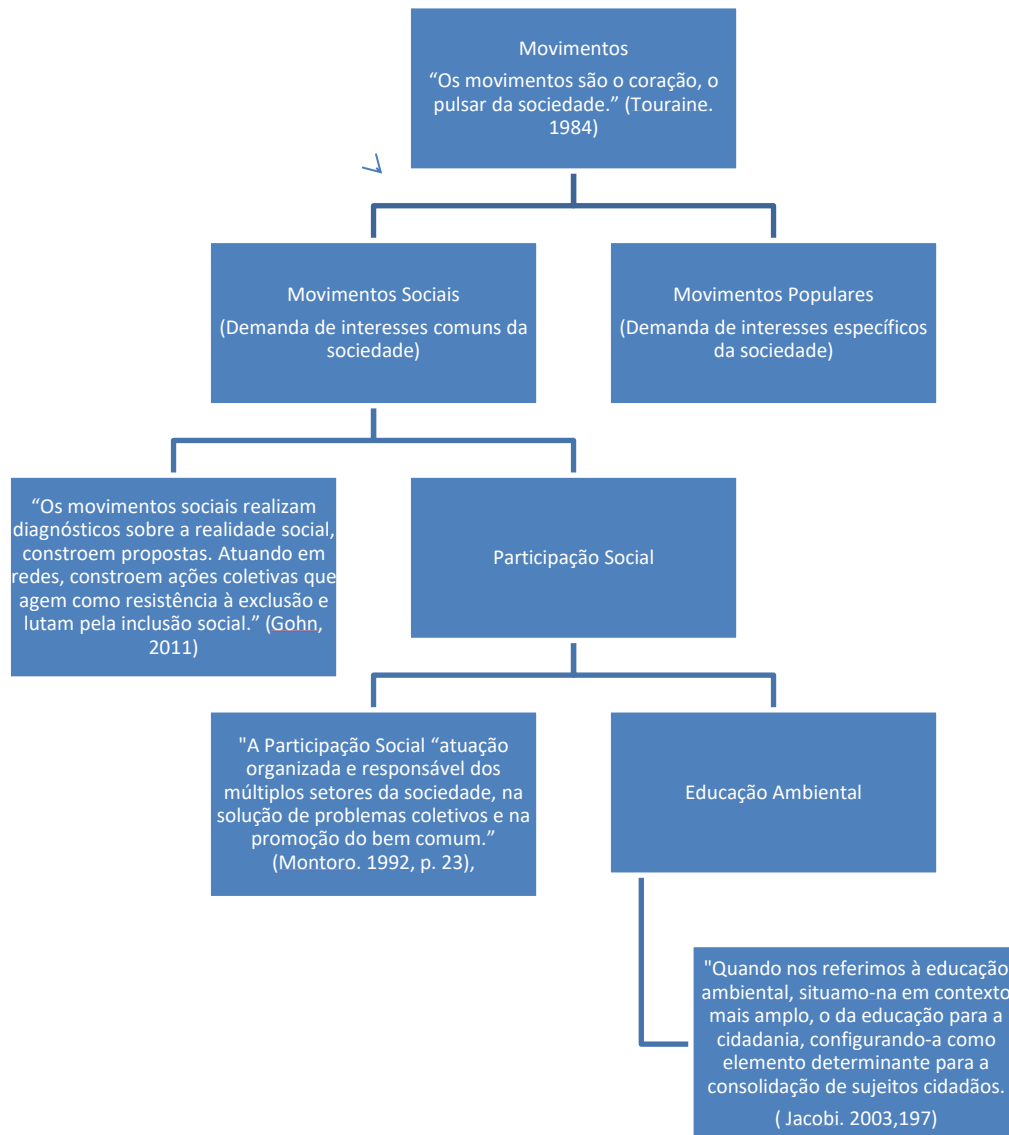 Movimentos
“Os movimentos são o coração, o
pulsar da sociedade.” (Touraine.
1984)
Movimentos Sociais
(Demanda de interesses comuns da
sociedade)
Movimentos Populares
(Demanda de interesses específicos
da sociedade)
“Os movimentos sociais realizam
diagnósticos sobre a realidade social,
constroem propostas. Atuando em
redes, constroem ações coletivas que
agem como resistência à exclusão e
lutam pela inclusão social.” (Gohn,
2011)
Participação Social
"A Participação Social “atuação
organizada e responsável dos
múltiplos setores da sociedade, na
solução de problemas coletivos e na
promoção do bem comum.”
(Montoro. 1992, p. 23),
Educação Ambiental
"Quando nos referimos à educação
ambiental, situamo-na em contexto
mais amplo, o da educação para a
cidadania, configurando-a como
elemento determinante para a
consolidação de sujeitos cidadãos.
( Jacobi. 2003,197)